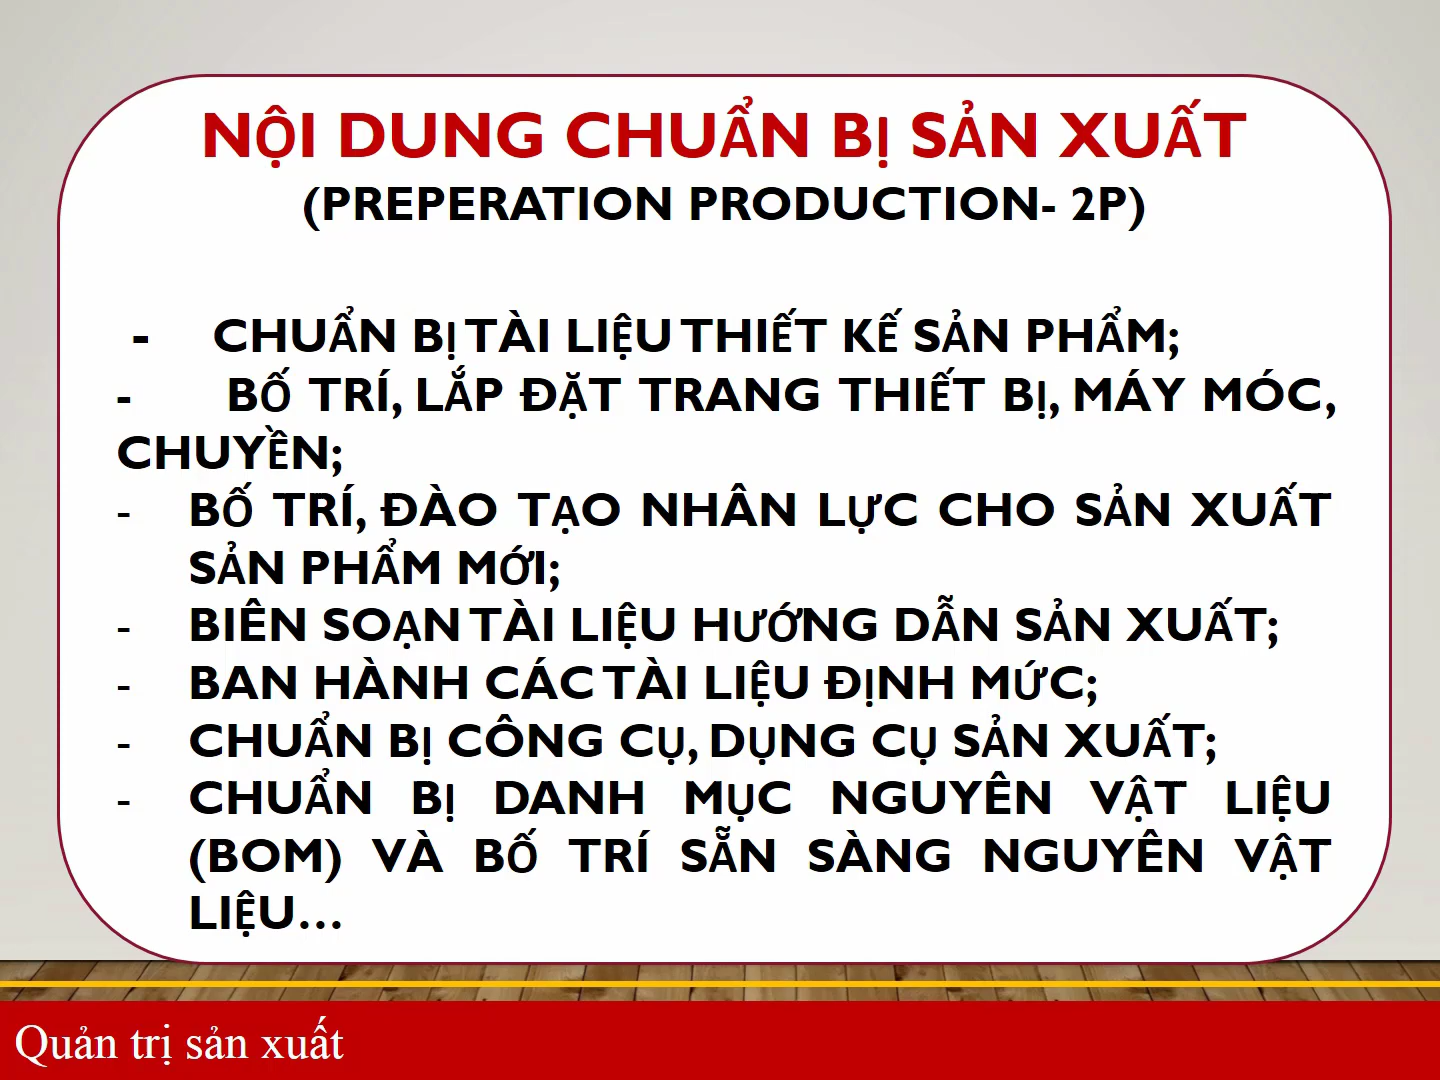 NỘI DUNG CHUẨN BỊ SẢN XUẤT
(PREPERATION PRODUCTION- 2P)
- CHUẨN BỊ TÀI LIỆU THIẾT KẾ SẢN PHẨM;
- BỐ TRÍ, LẮP ĐẶT TRANG THIẾT BỊ, MÁY MÓC,
CHUYỀN;
- BỐ TRÍ, ĐÀO TẠO NHÂN LỰC CHO SẢN XUẤT
SẢN PHẨM MỚI;
- BIÊN SOẠN TÀI LIỆU HƯỚNG DẪN SẢN XUẤT;
- BAN HÀNH CÁC TÀI LIỆU ĐỊNH MỨC;
- CHUẨN BỊ CÔNG CỤ, DỤNG CỤ SẢN XUẤT;
- CHUẨN BỊ DANH MỤC NGUYÊN VẬT LIỆU
(BOM) VÀ BỐ TRÍ SẴN SÀNG NGUYÊN VẬT
LIỆU...
Quản trị sản xuất